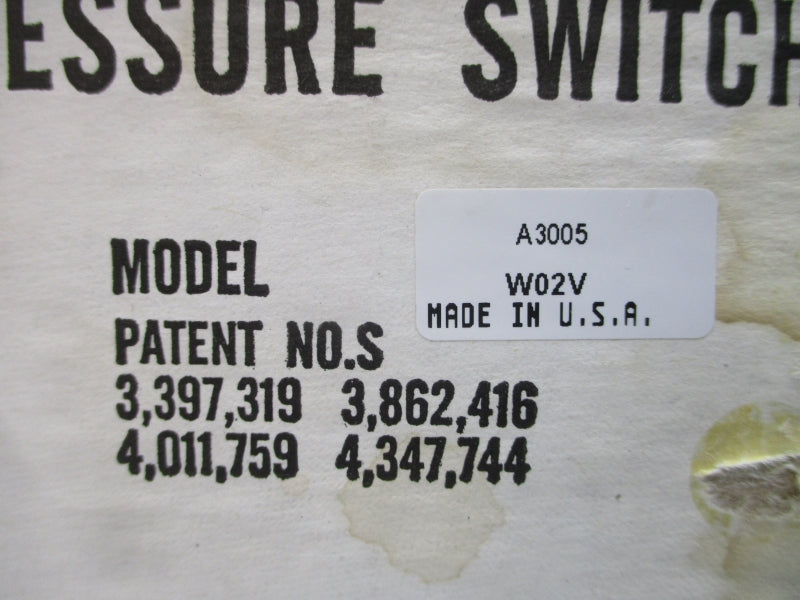 ESSURE SWITCH
A3005
W02V
MADE IN U.S.A.
MODEL
PATENT NO.S
3,397,319 3,862,416
4,011,759 4,347,744